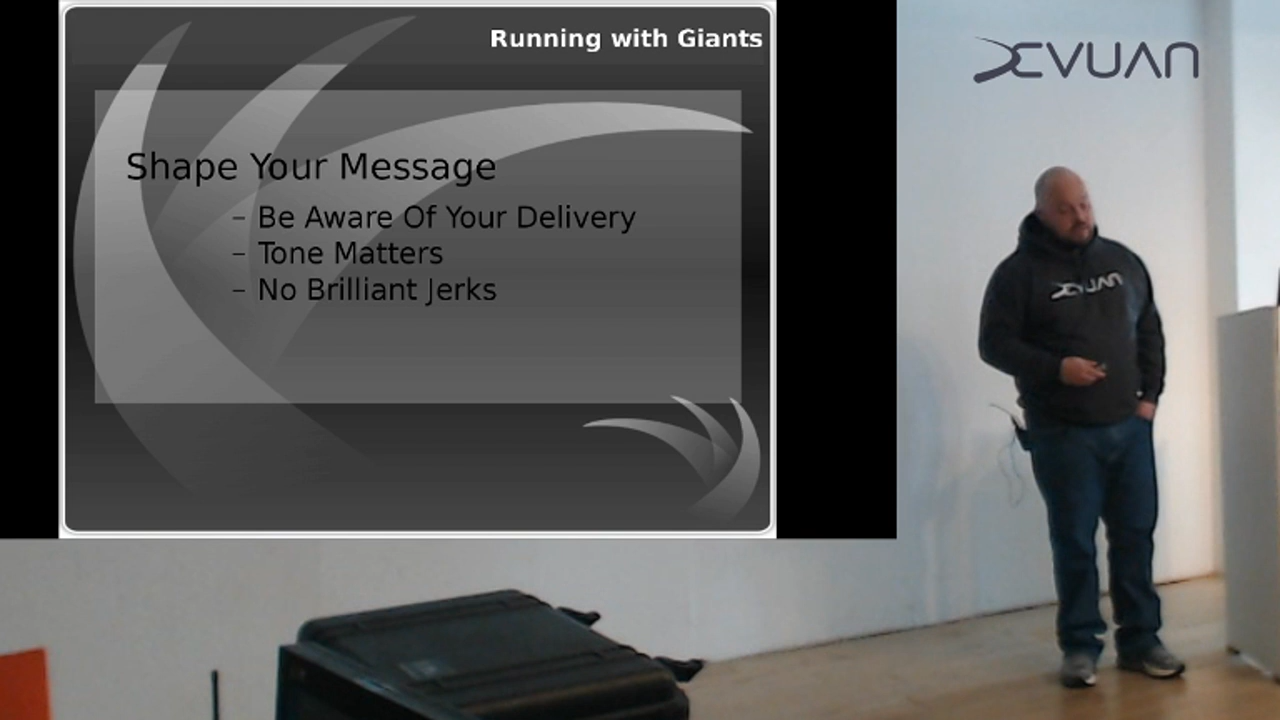 Running with Giants
DEVUAN
Shape Your Message
– Be Aware Of Your Delivery
– Tone Matters
– No Brilliant Jerks
DEVUAN